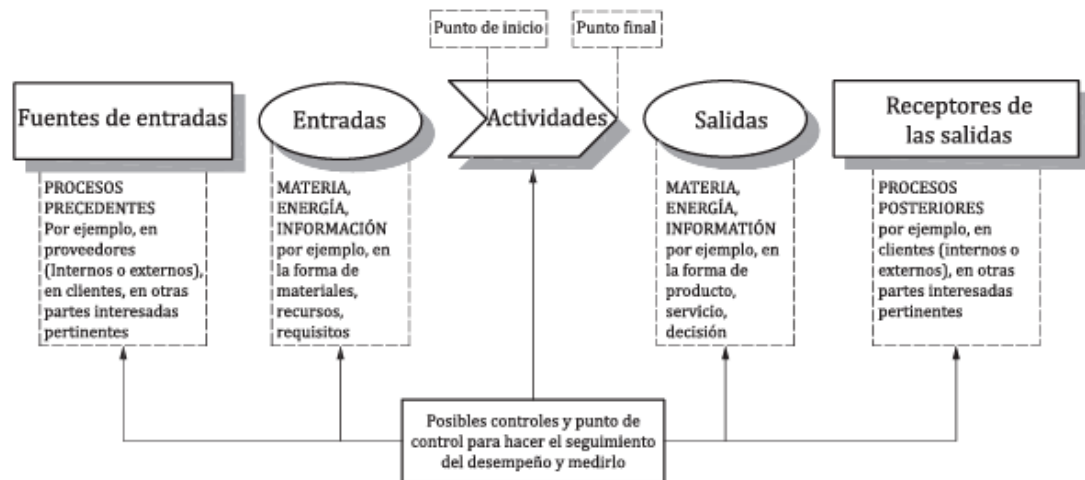 Punto de inicio
Punto final
Fuentes de entradas
Entradas
Actividades
Salidas
Receptores de
las salidas
PROCESOS
PRECEDENTES
Por ejemplo, en
proveedores
(Internos o externos),
en clientes, en otras
partes interesadas
pertinentes
MATERIA,
ENERGÍA,
INFORMACIÓN
por ejemplo, en
la forma de
materiales,
recursos,
requisitos
MATERIA,
ENERGÍA,
INFORMATIÓN
por ejemplo, en
la forma de
producto,
servicio,
decisión
PROCESOS
POSTERIORES
por ejemplo, en
clientes (internos o
externos), en otras
partes interesadas
pertinentes
Posibles controles y punto de
control para hacer el seguimiento
del desempeño y medirlo